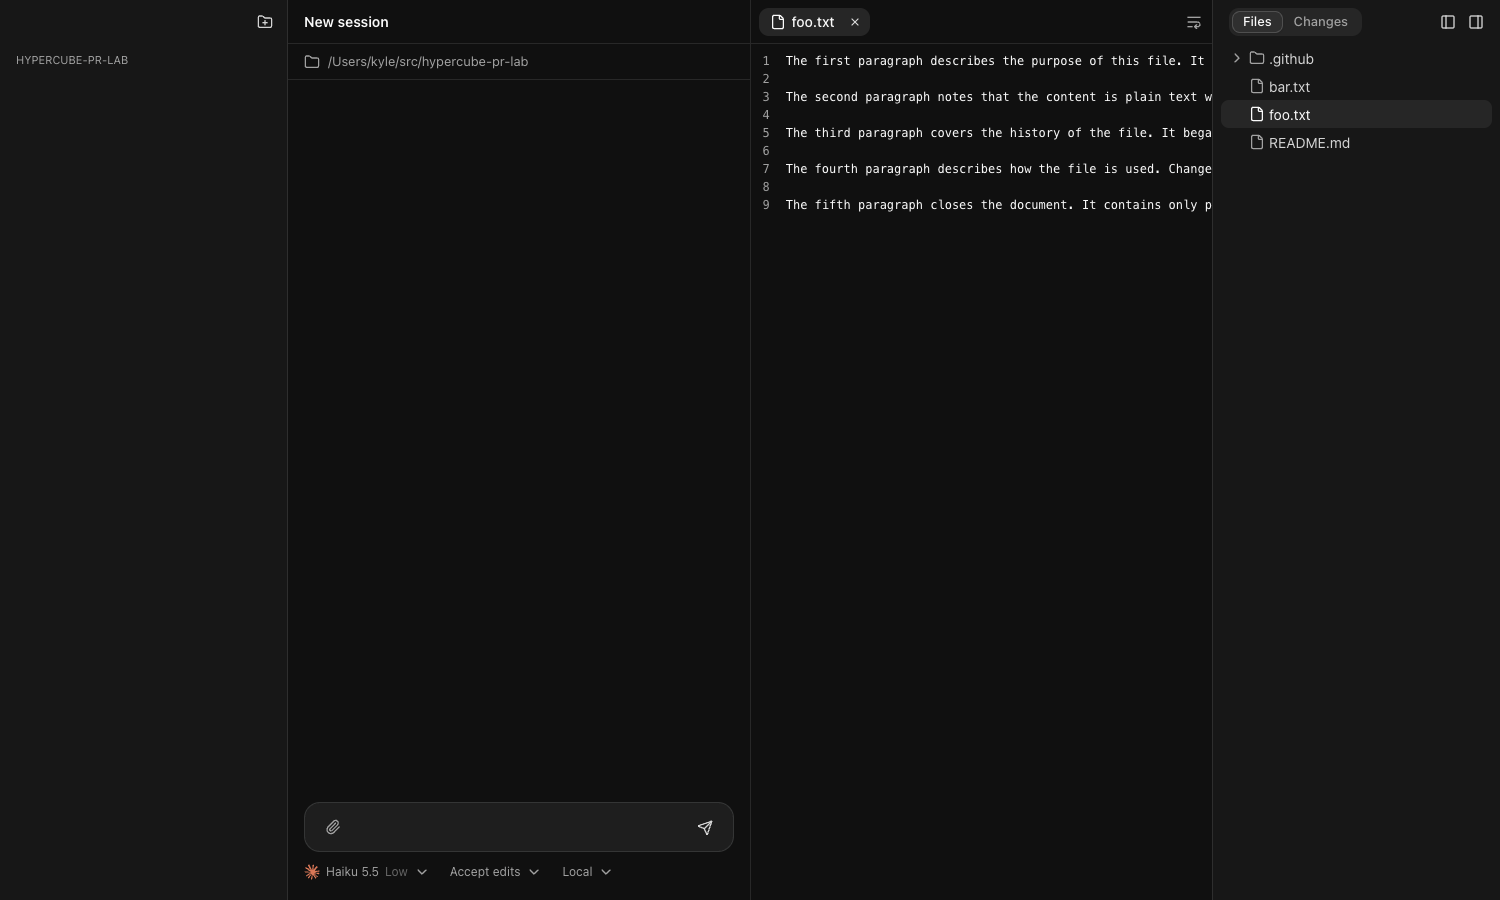 HYPERCUBE-PR-LAB
New session
/Users/kyle/src/hypercube-pr-lab
Haiku 5.5 Low
Accept edits
Local
foo.txt
1 The first paragraph describes the purpose of this file. It
2
3 The second paragraph notes that the content is plain text w
4
5 The third paragraph covers the history of the file. It bega
6
7 The fourth paragraph describes how the file is used. Change
8
9 The fifth paragraph closes the document. It contains only p
Files Changes
.github
bar.txt
foo.txt
README.md